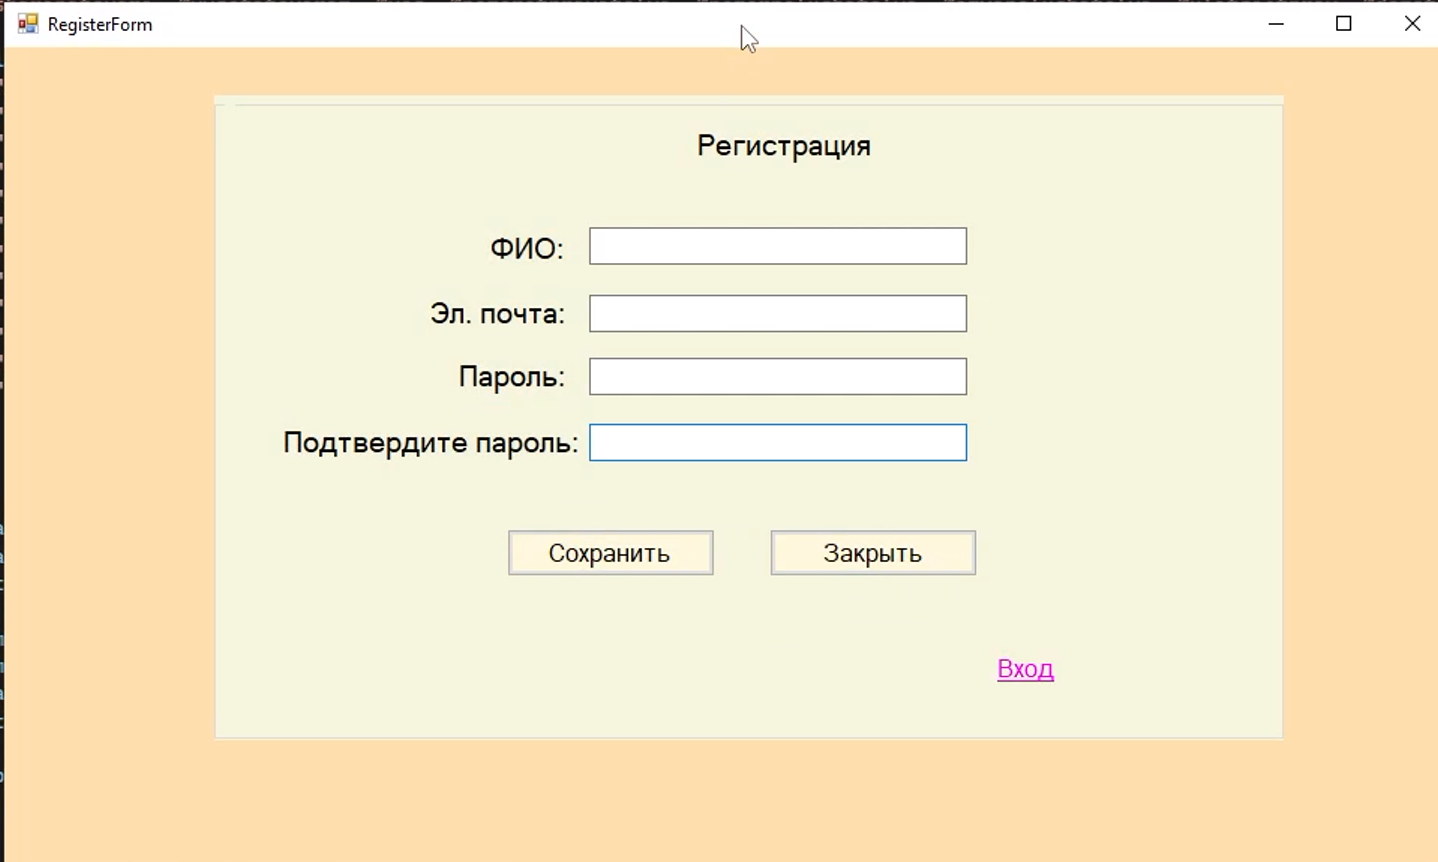 RegisterForm
Регистрация
ФИО:
Эл. почта:
Пароль:
Подтвердите пароль:
Сохранить
Закрыть
Вход